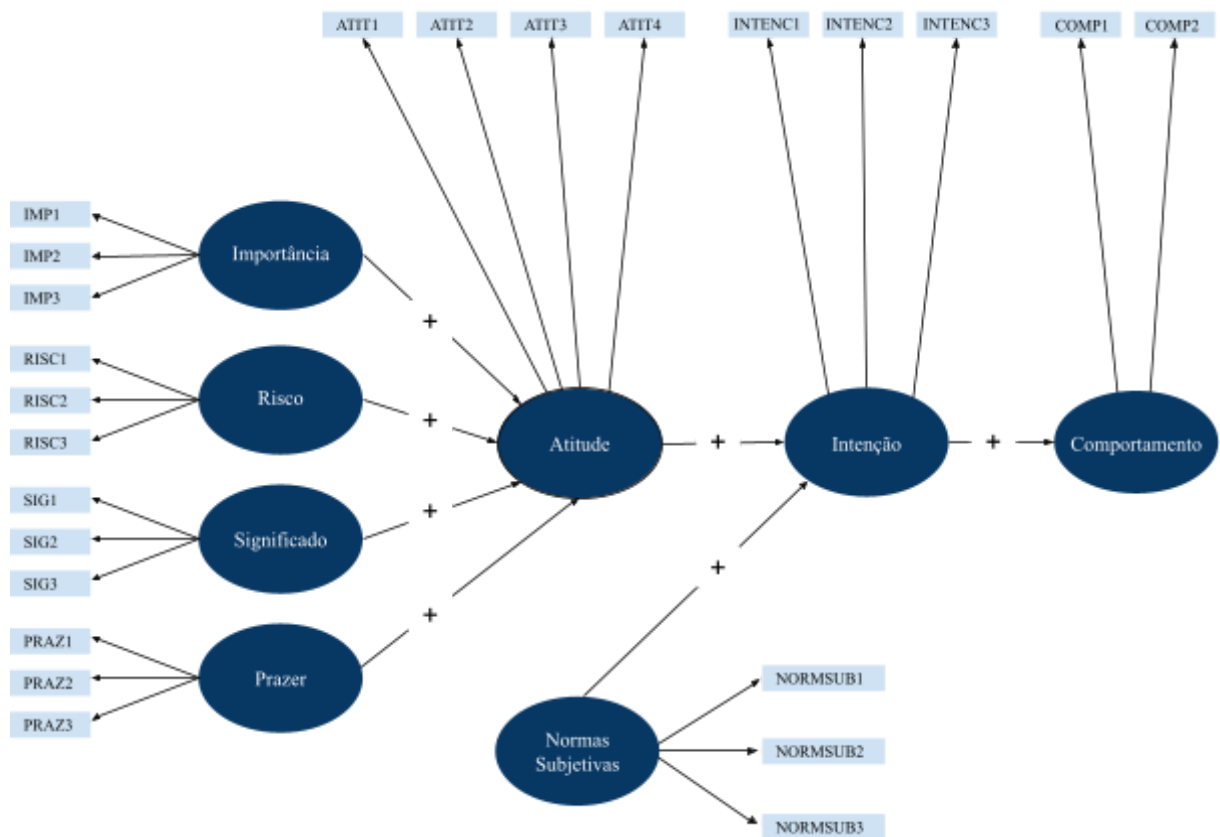 ATIT1
ATIT2
ATIT3
ATIT4
INTENC1
INTENC2
INTENC3
COMP1
COMP2
IMP1
IMP2
IMP3
Importância
+
RISC1
RISC2
RISC3
Risco
+
Atitude
+
Intenção
+
Comportamento
SIG1
SIG2
SIG3
Significado
+
+
PRAZ1
PRAZ2
PRAZ3
Prazer
+
Normas
Subjetivas
NORMSUB1
NORMSUB2
NORMSUB3